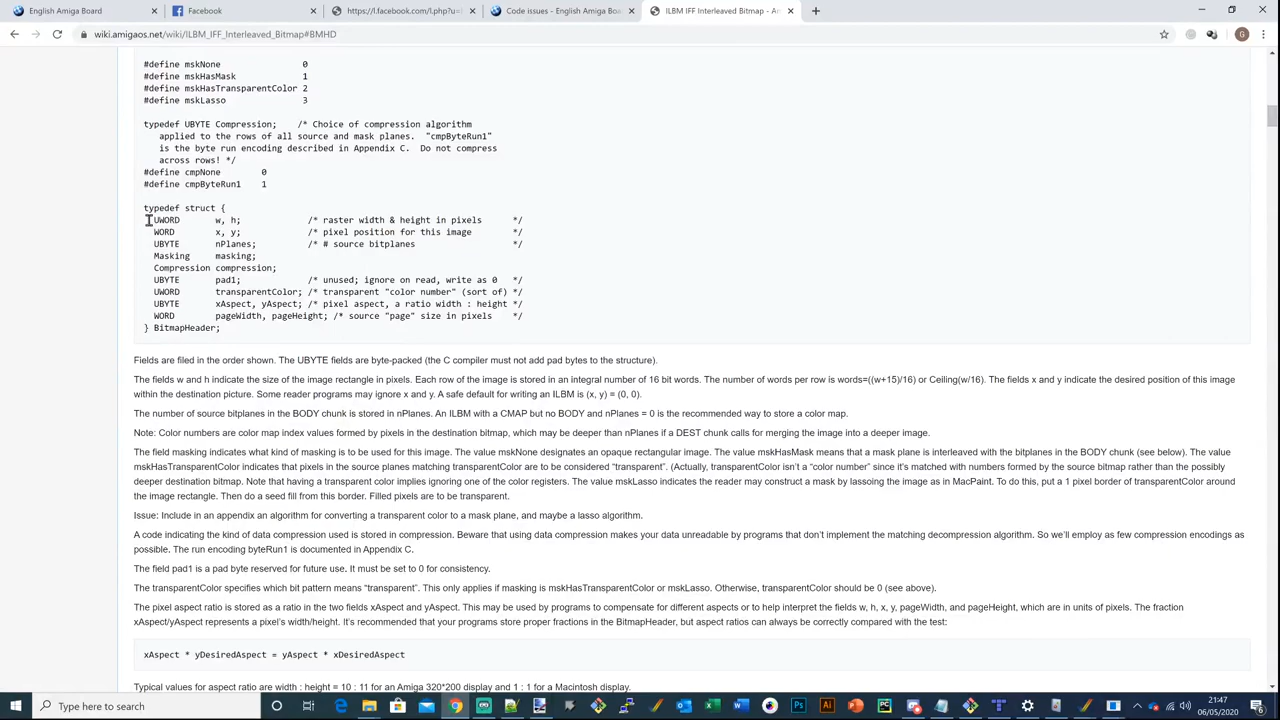 English Amiga Board
Facebook
https://l.facebook.com/l.php?u=
Code issues - English Amiga Board
ILBM IFF Interleaved Bitmap - An
wiki.amigaos.net/wiki/ILBM_IFF_Interleaved_Bitmap#BMHD
G
#define mskNone 0
#define mskHasMask 1
#define mskHasTransparentColor 2
#define mskLasso 3
typedef UBYTE Compression; /* Choice of compression algorithm
applied to the rows of all source and mask planes. "cmpByteRun1"
is the byte run encoding described in Appendix C. Do not compress
across rows! */
#define cmpNone 0
#define cmpByteRun1 1
typedef struct {
UWORD w, h; /* raster width & height in pixels */
WORD x, y; /* pixel position for this image */
UBYTE nPlanes; /* # source bitplanes */
Masking masking;
Compression compression;
UBYTE pad1; /* unused; ignore on read, write as 0 */
UWORD transparentColor; /* transparent "color number" (sort of) */
UBYTE xAspect, yAspect; /* pixel aspect, a ratio width : height */
WORD pageWidth, pageHeight; /* source "page" size in pixels */
} BitmapHeader;
Fields are filed in the order shown. The UBYTE fields are byte-packed (the C compiler must not add pad bytes to the structure).
The fields w and h indicate the size of the image rectangle in pixels. Each row of the image is stored in an integral number of 16 bit words. The number of words per row is words=((w+15)/16) or Ceiling(w/16). The fields x and y indicate the desired position of this image
within the destination picture. Some reader programs may ignore x and y. A safe default for writing an ILBM is (x, y) = (0, 0).
The number of source bitplanes in the BODY chunk is stored in nPlanes. An ILBM with a CMAP but no BODY and nPlanes = 0 is the recommended way to store a color map.
Note: Color numbers are color map index values formed by pixels in the destination bitmap, which may be deeper than nPlanes if a DEST chunk calls for merging the image into a deeper image.
The field masking indicates what kind of masking is to be used for this image. The value mskNone designates an opaque rectangular image. The value mskHasMask means that a mask plane is interleaved with the bitplanes in the BODY chunk (see below). The value
mskHasTransparentColor indicates that pixels in the source planes matching transparentColor are to be considered "transparent". (Actually, transparentColor isn't a "color number" since it's matched with numbers formed by the source bitmap rather than the possibly
deeper destination bitmap. Note that having a transparent color implies ignoring one of the color registers. The value mskLasso indicates the reader may construct a mask by lassoing the image as in MacPaint. To do this, put a 1 pixel border of transparentColor around
the image rectangle. Then do a seed fill from this border. Filled pixels are to be transparent.
Issue: Include in an appendix an algorithm for converting a transparent color to a mask plane, and maybe a lasso algorithm.
A code indicating the kind of data compression used is stored in compression. Beware that using data compression makes your data unreadable by programs that don't implement the matching decompression algorithm. So we'll employ as few compression encodings as
possible. The run encoding byteRun1 is documented in Appendix C.
The field pad1 is a pad byte reserved for future use. It must be set to 0 for consistency.
The transparentColor specifies which bit pattern means "transparent". This only applies if masking is mskHasTransparentColor or mskLasso. Otherwise, transparentColor should be 0 (see above).
The pixel aspect ratio is stored as a ratio in the two fields xAspect and yAspect. This may be used by programs to compensate for different aspects or to help interpret the fields w, h, x, y, pageWidth, and pageHeight, which are in units of pixels. The fraction
xAspect/yAspect represents a pixel's width/height. It's recommended that your programs store proper fractions in the BitmapHeader, but aspect ratios can always be correctly compared with the test:
xAspect * yDesiredAspect = yAspect * xDesiredAspect
Typical values for aspect ratio are width : height = 10 : 11 for an Amiga 320*200 display and 1 : 1 for a Macintosh display.
Type here to search
21:47
06/05/2020